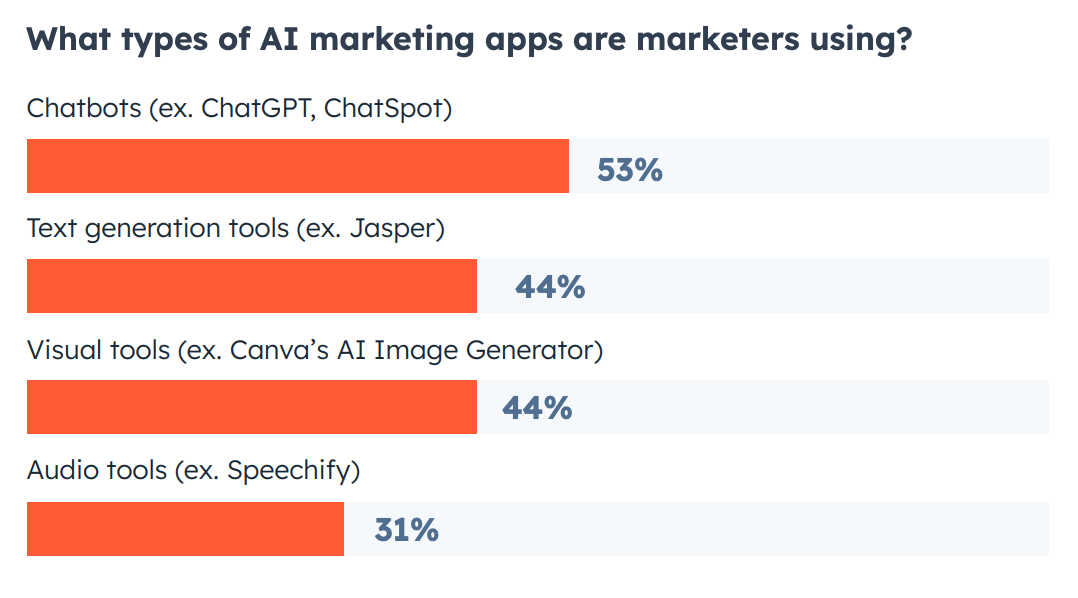 What types of AI marketing apps are marketers using?
Chatbots (ex. ChatGPT, ChatSpot)
53%
Text generation tools (ex. Jasper)
44%
Visual tools (ex. Canva’s AI Image Generator)
44%
Audio tools (ex. Speechify)
31%